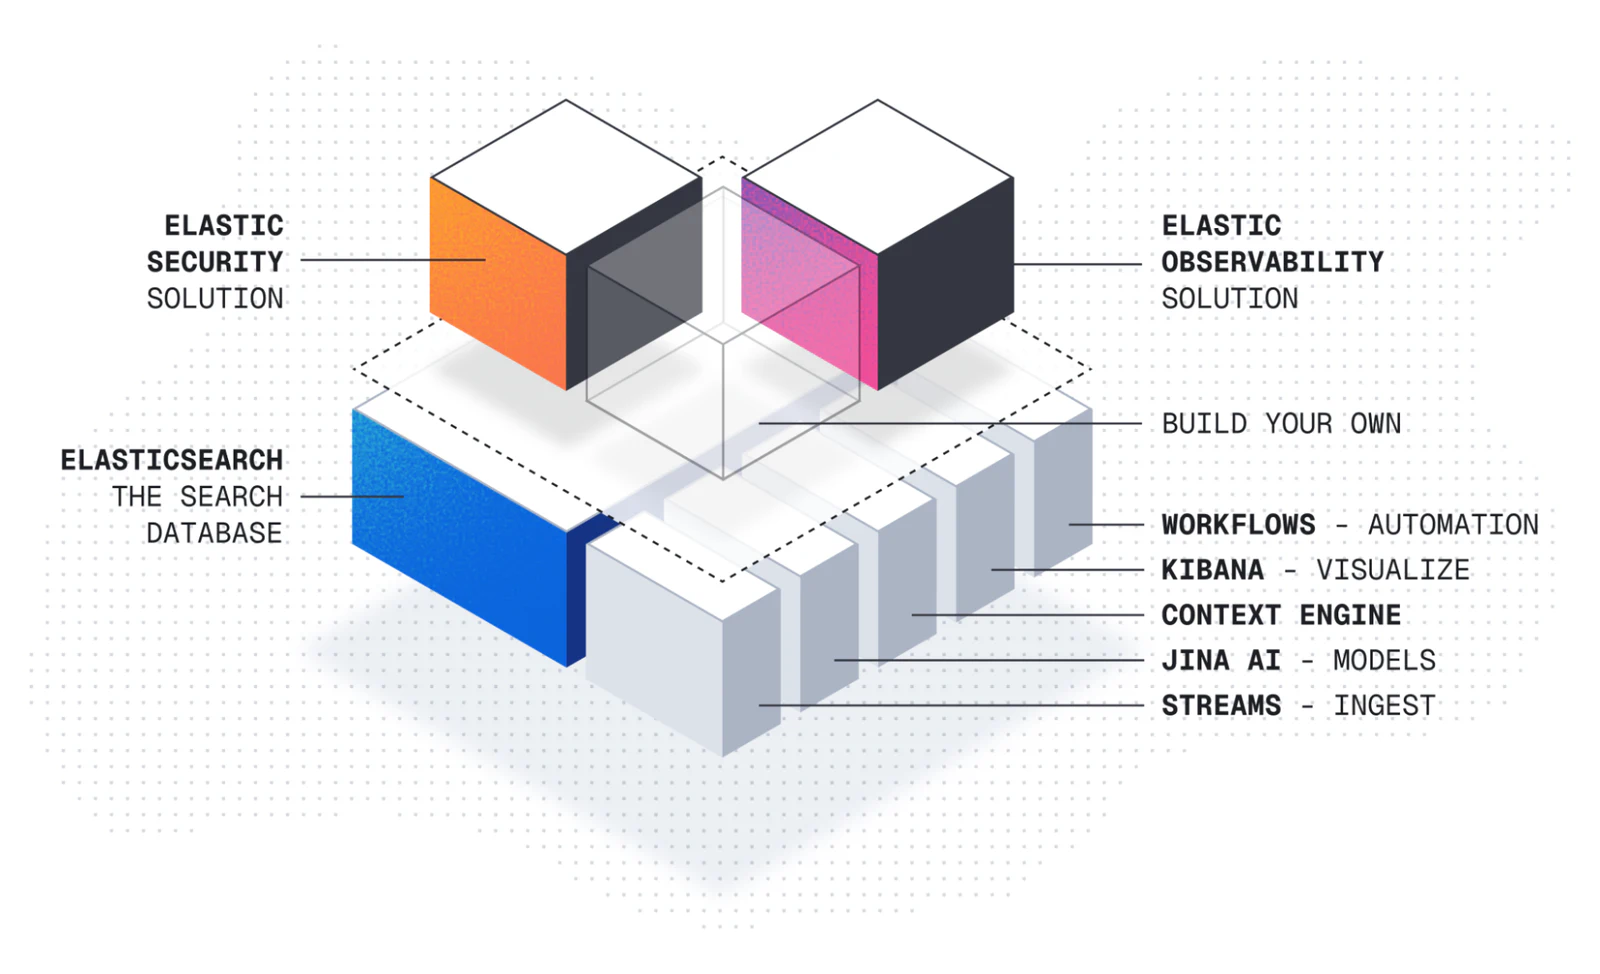 ELASTIC
SECURITY
SOLUTION
ELASTIC
OBSERVABILITY
SOLUTION
BUILD YOUR OWN
ELASTICSEARCH
THE SEARCH
DATABASE
WORKFLOWS - AUTOMATION
KIBANA - VISUALIZE
CONTEXT ENGINE
JINA AI - MODELS
STREAMS - INGEST